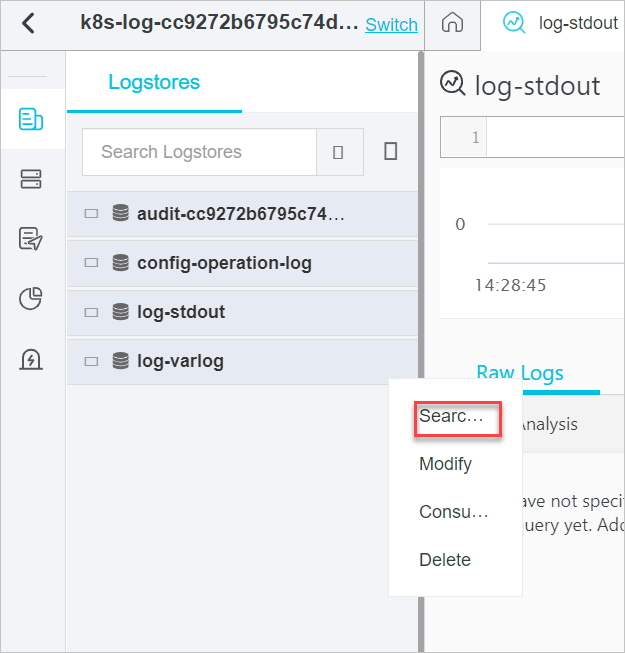 k8s-log-cc9272b6795c74d... Switch
log-stdout
Logstores
log-stdout
Search Logstores
1
audit-cc9272b6795c74...
0
config-operation-log
14:28:45
log-stdout
log-varlog
Raw Logs
Searc...
Analysis
Modify
ave not specif
Consu...
uery yet. Add
Delete